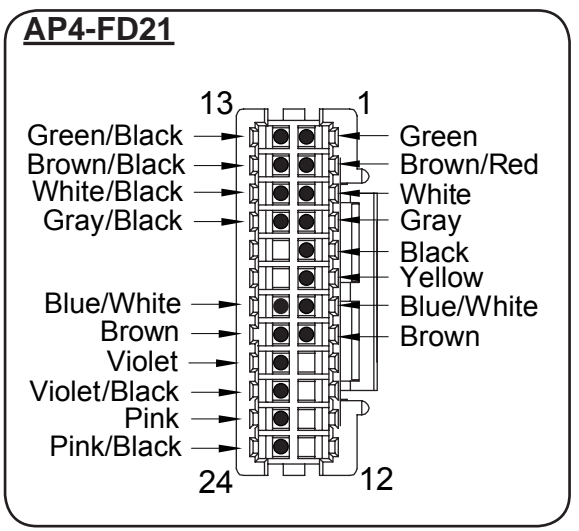 AP4-FD21
13 1
Green/Black Green
Brown/Black Brown/Red
White/Black White
Gray/Black Gray
Black
Yellow
Blue/White Blue/White
Brown Brown
Violet
Violet/Black
Pink
Pink/Black
24 12